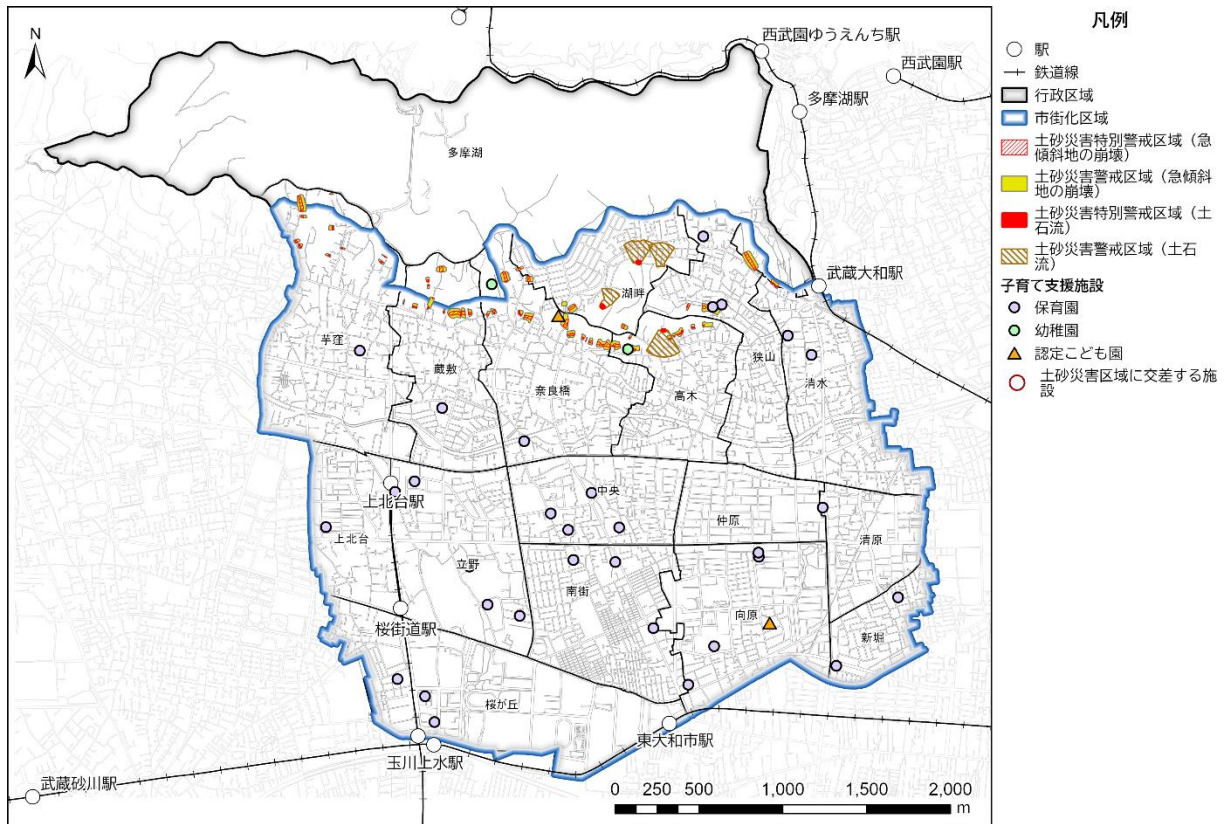 N
西武園ゆうえんち駅
西武園駅
多摩湖駅
多摩湖
武蔵大和駅
湖畔
芋窪
蔵敷
奈良橋
高木
狭山
清水
上北台駅
中央
仲原
上北台
清原
立野
南街
向原
桜街道駅
新堀
桜が丘
東大和市駅
玉川上水駅
武蔵砂川駅
0 250 500 1,000 1,500 2,000
m
凡例
駅
鉄道線
行政区域
市街化区域
土砂災害特別警戒区域（急
傾斜地の崩壊）
土砂災害警戒区域（急傾斜
地の崩壊）
土砂災害特別警戒区域（土
石流）
土砂災害警戒区域（土石
流）
子育て支援施設
保育園
幼稚園
認定こども園
土砂災害区域に交差する施
設